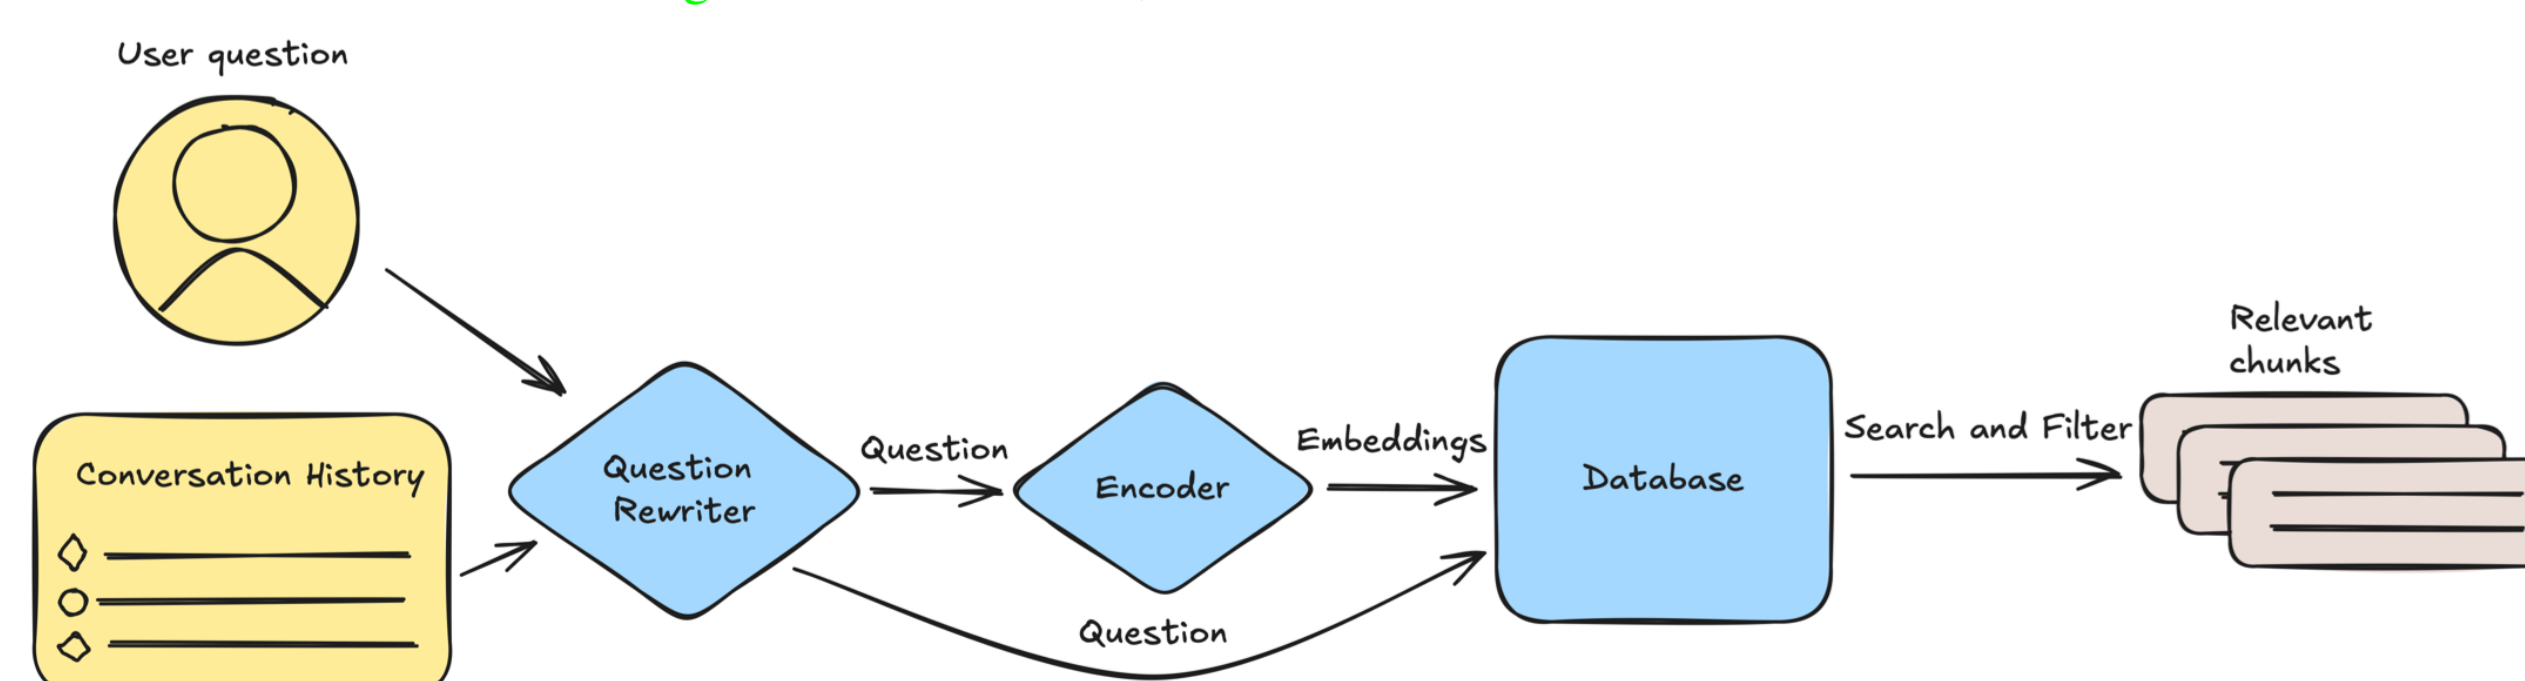 User question
Conversation History
Question
Rewriter
Question
Encoder
Embeddings
Question
Database
Search and Filter
Relevant
chunks